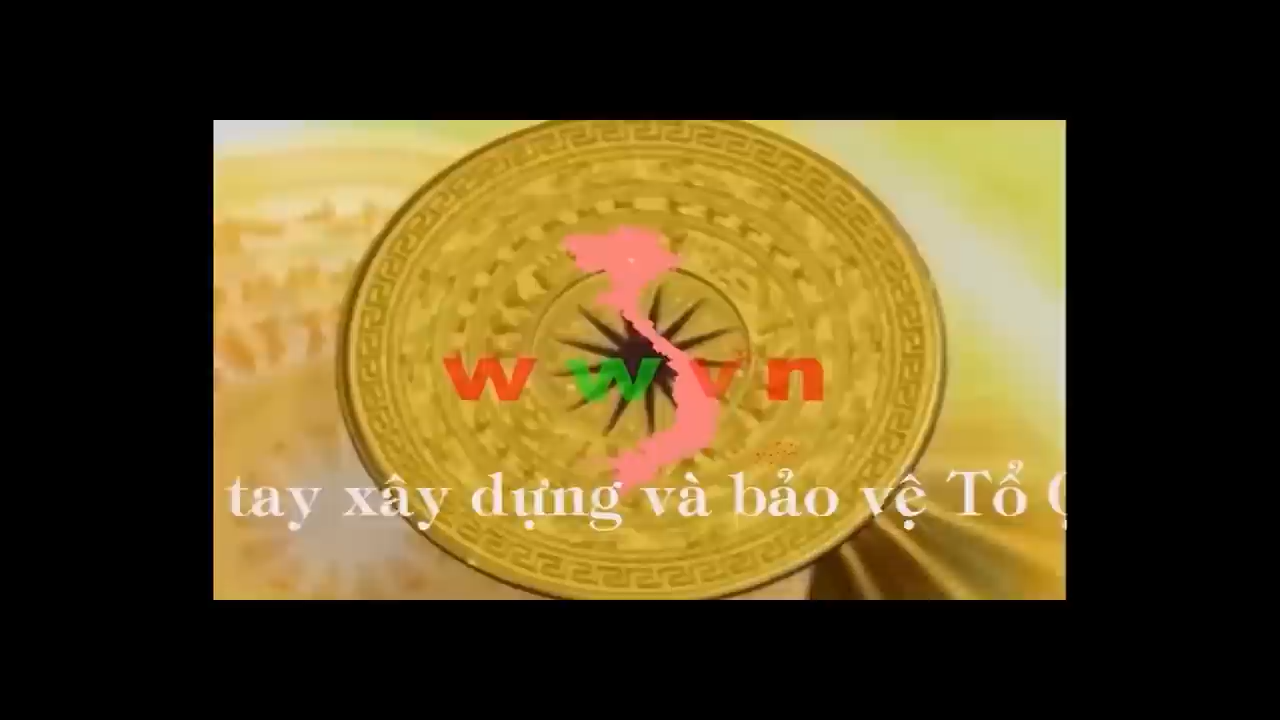 wwvn
tay xây dựng và bảo vệ Tổ